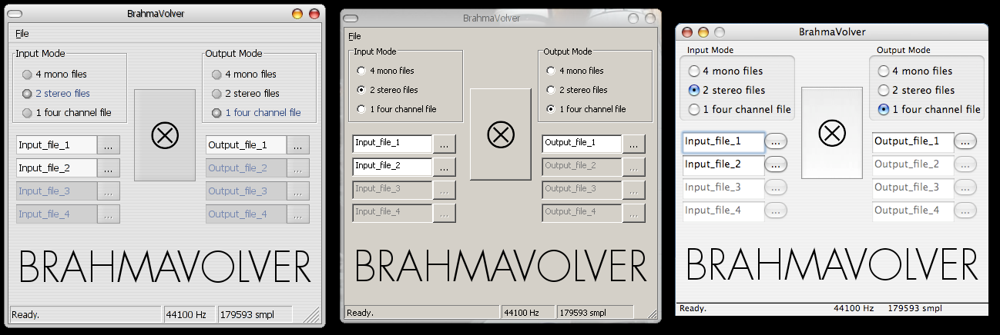 BrahmaVolver
File
Input Mode Output Mode
4 mono files 4 mono files
2 stereo files 2 stereo files
1 four channel file 1 four channel file
Input_file_1 ... Output_file_1 ...
Input_file_2 ... Output_file_2 ...
Input_file_3 ... Output_file_3 ...
Input_file_4 ... Output_file_4 ...
BRAHMAVOLVER
Ready. 44100 Hz 179593 smpl
BrahmaVolver
File
Input Mode Output Mode
4 mono files 4 mono files
2 stereo files 2 stereo files
1 four channel file 1 four channel file
Input_file_1 ... Output_file_1 ...
Input_file_2 ... Output_file_2 ...
Input_file_3 ... Output_file_3 ...
Input_file_4 ... Output_file_4 ...
BRAHMAVOLVER
Ready. 44100 Hz 179593 smpl
BrahmaVolver
Input Mode Output Mode
4 mono files 4 mono files
2 stereo files 2 stereo files
1 four channel file 1 four channel file
Input_file_1 ... Output_file_1 ...
Input_file_2 ... Output_file_2 ...
Input_file_3 ... Output_file_3 ...
Input_file_4 ... Output_file_4 ...
BRAHMAVOLVER
Ready. 44100 Hz 179593 smpl